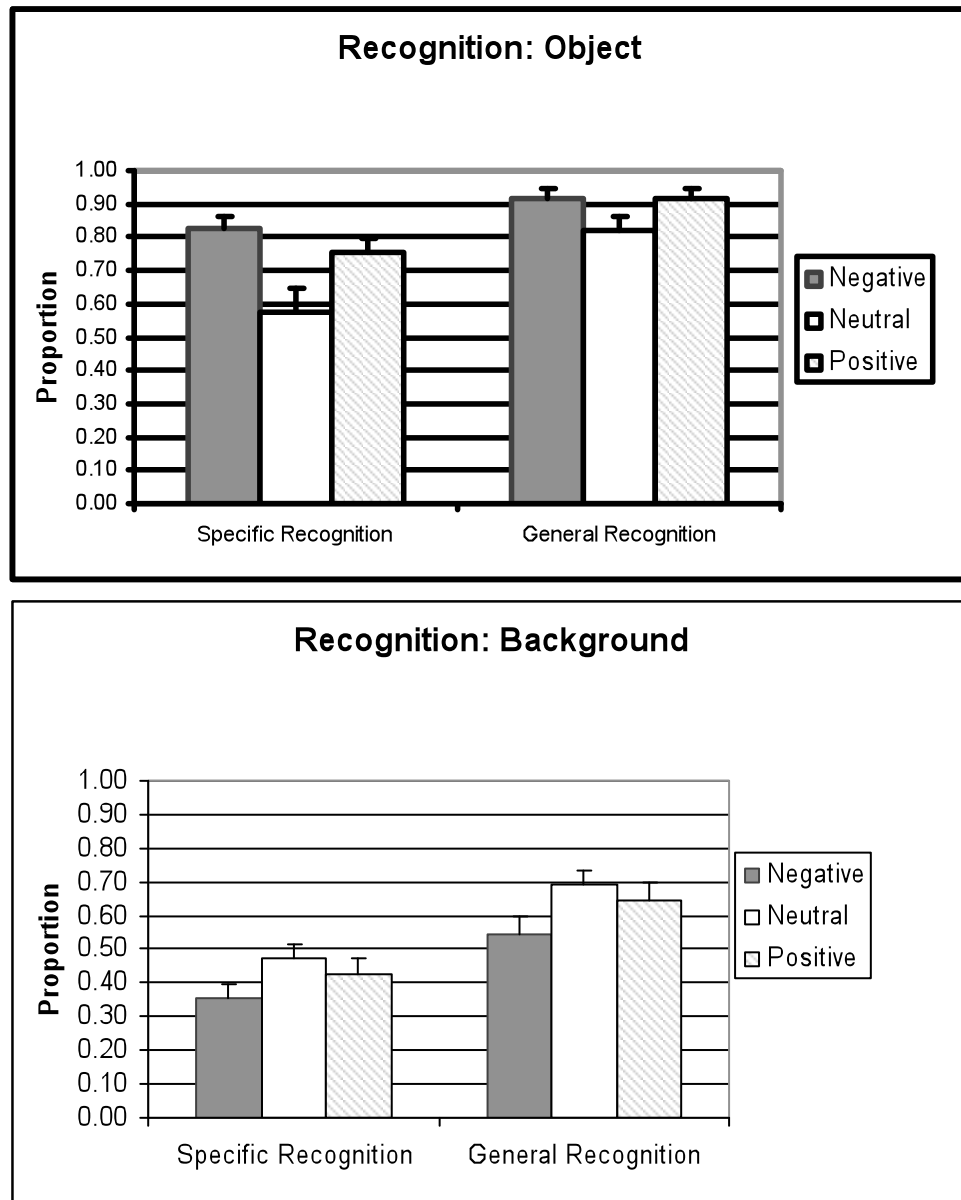 Recognition: Object
1.00
0.90
0.80
0.70
0.60
0.50
0.40
0.30
0.20
0.10
0.00
Proportion
Specific Recognition
General Recognition
Negative
Neutral
Positive
Recognition: Background
1.00
0.90
0.80
0.70
0.60
0.50
0.40
0.30
0.20
0.10
0.00
Proportion
Specific Recognition
General Recognition
Negative
Neutral
Positive